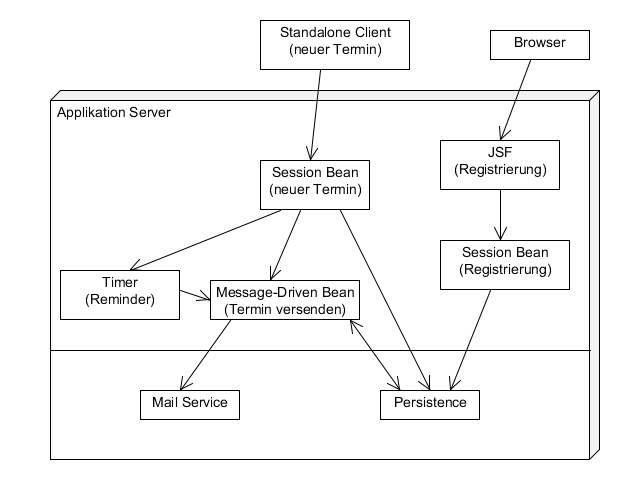 Standalone Client
(neuer Termin)
Browser
Applikation Server
JSF
(Registrierung)
Session Bean
(neuer Termin)
Session Bean
(Registrierung)
Timer
(Reminder)
Message-Driven Bean
(Termin versenden)
Mail Service
Persistence